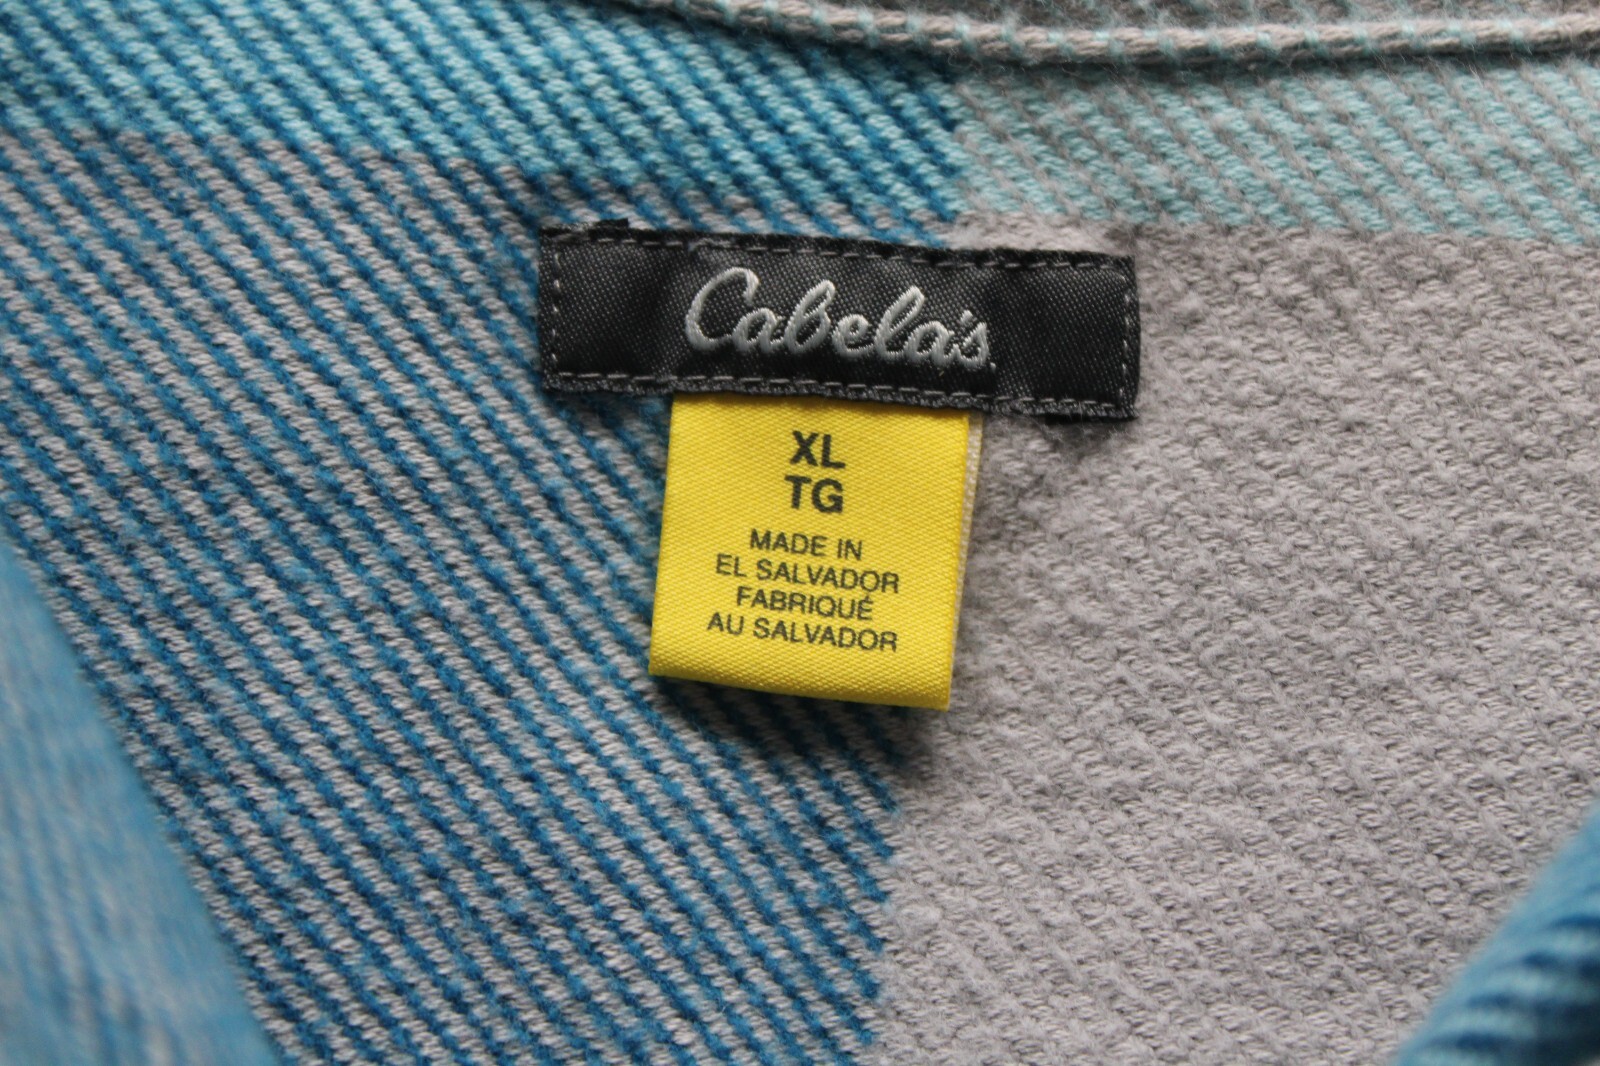 Cabela's
XL
TG
MADE IN
EL SALVADOR
FABRIQUÉ
AU SALVADOR